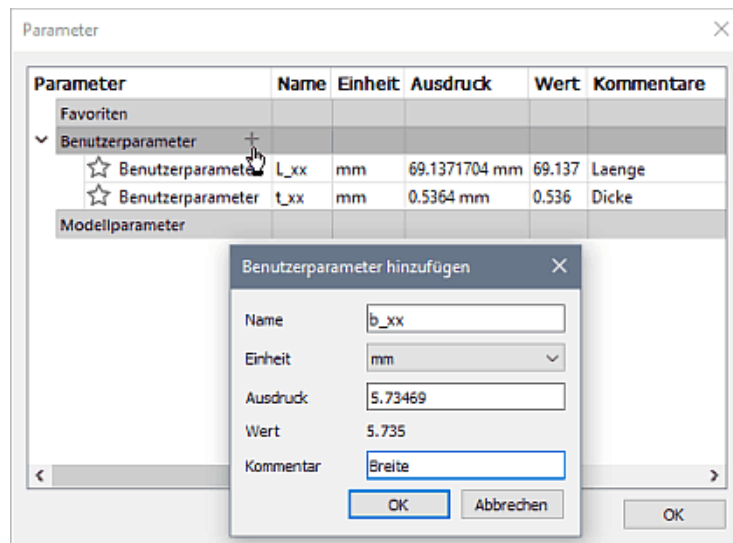 Parameter
Parameter Name Einheit Ausdruck Wert Kommentare
Favoriten
Benutzerparameter
Benutzerparameter L_xx mm 69.1371704 mm 69.137 Laenge
Benutzerparameter t_xx mm 0.5364 mm 0.536 Dicke
Modellparameter
Benutzerparameter hinzufügen
Name b_xx
Einheit mm
Ausdruck 5.73469
Wert 5.735
Kommentar Breite
OK Abbrechen
OK